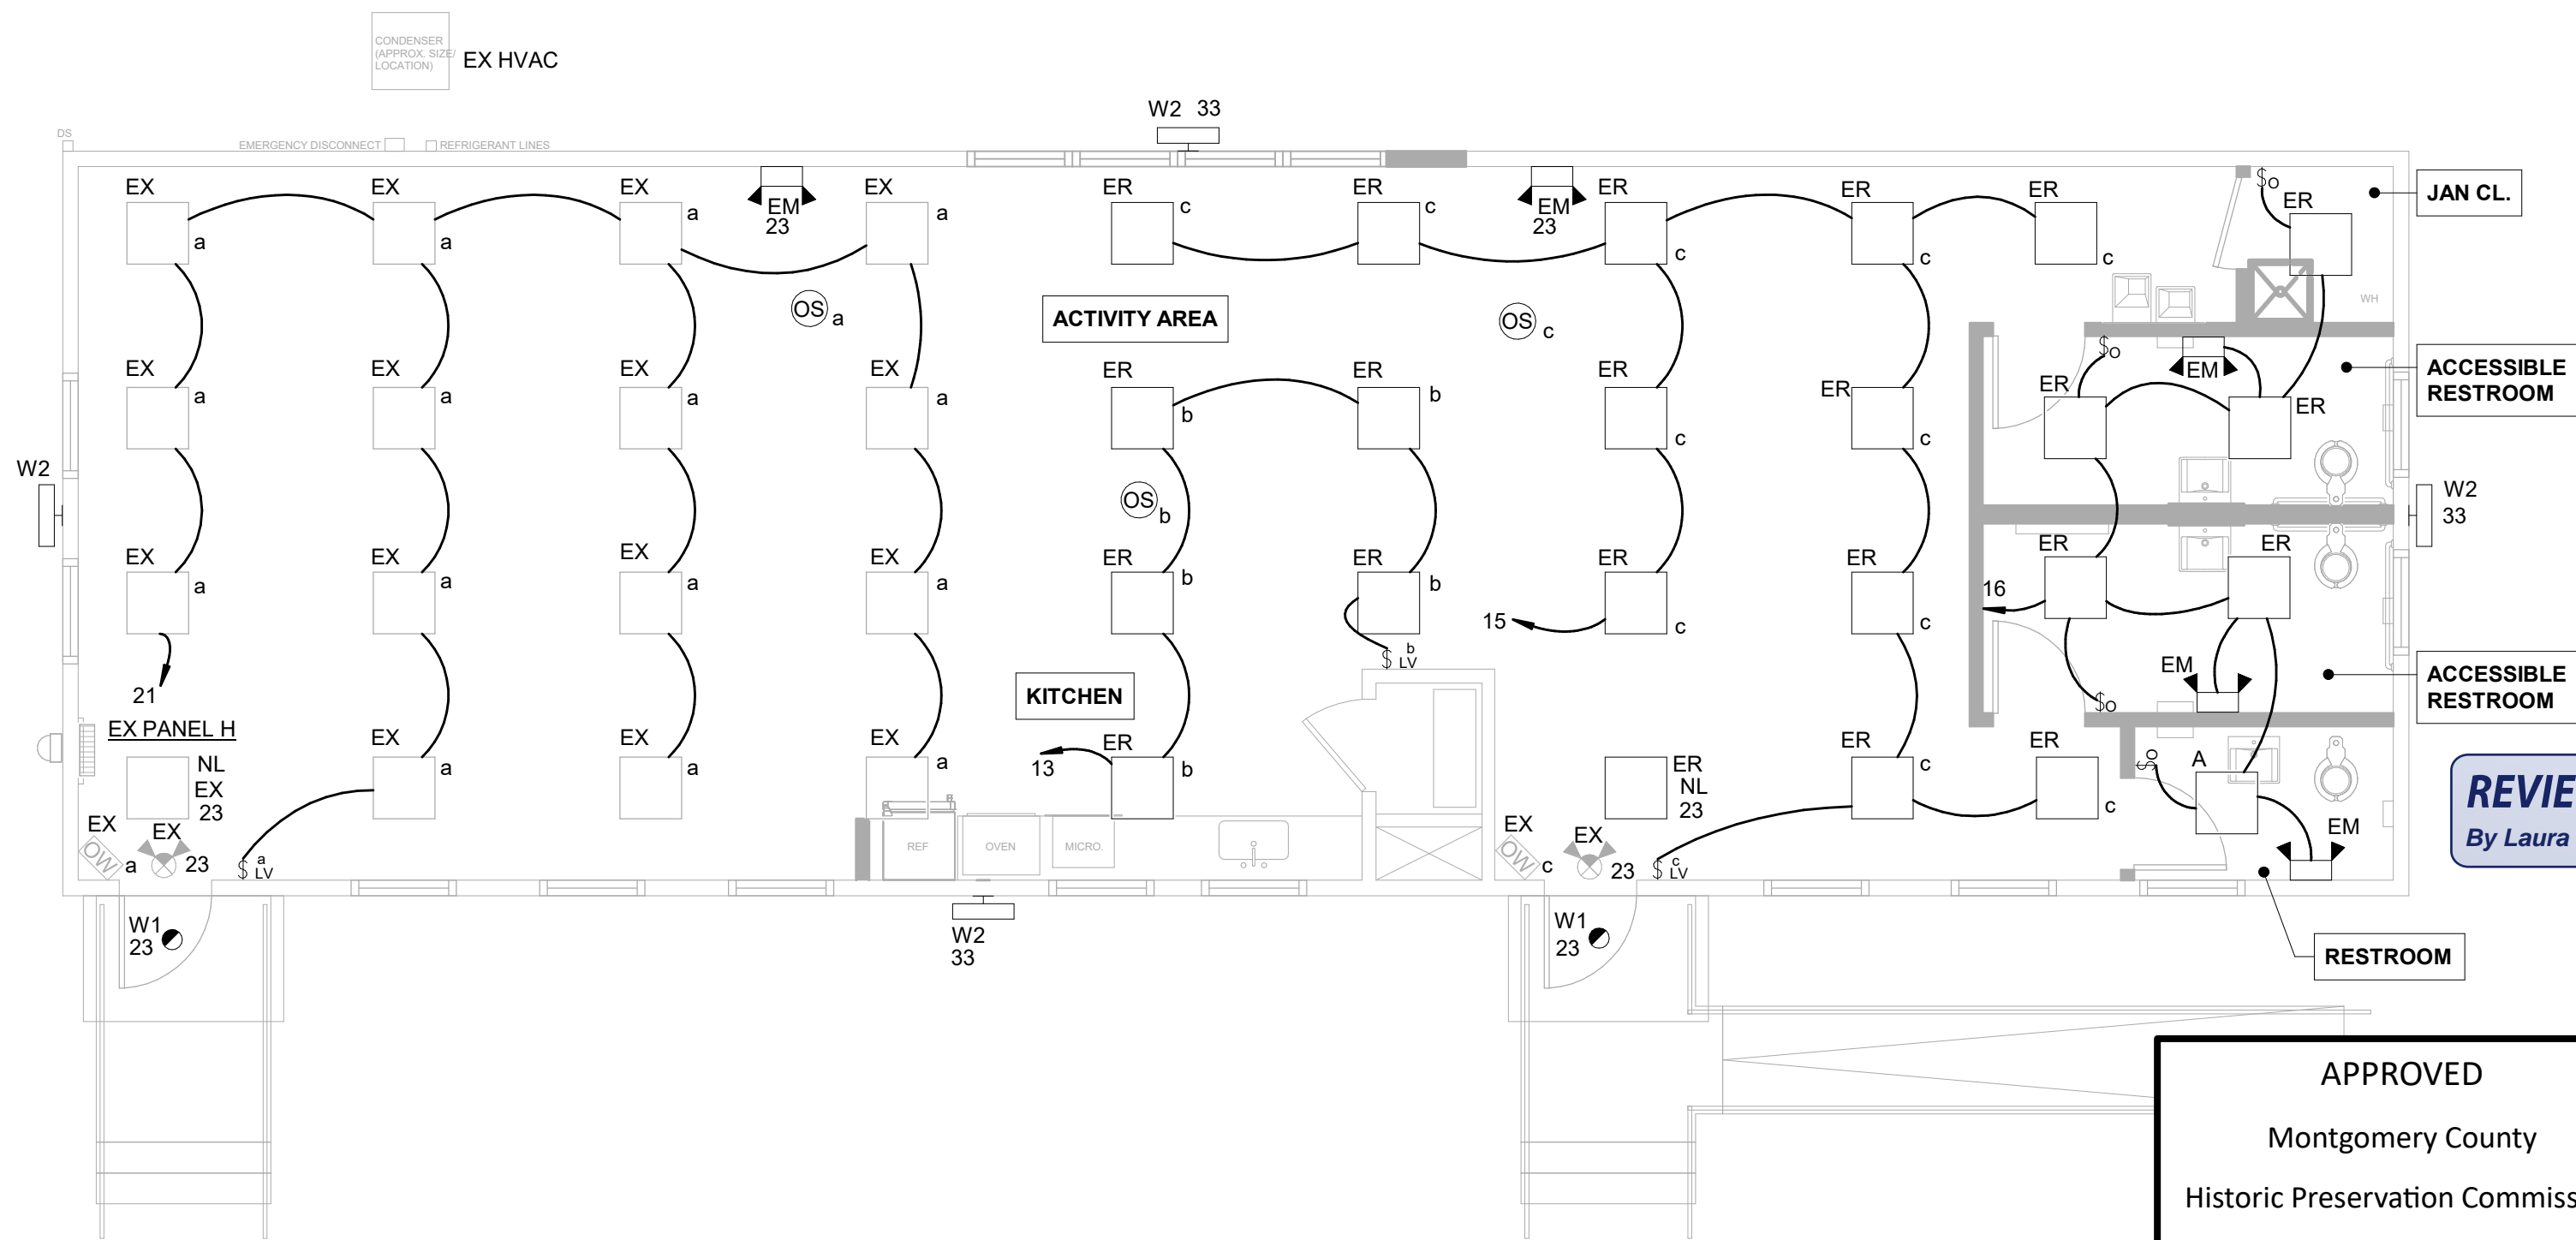 CONDENSER
(APPROX. SIZE/
LOCATION)
EX HVAC
W2 33
DS
EMERGENCY DISCONNECT
REFRIGERANT LINES
EX
EX
EX
EX
ER
ER
ER
ER
ER
$o
ER
JAN CL.
a
a
a
EM
23
a
c
c
EM
23
c
c
c
OS a
ACTIVITY AREA
OS c
WH
EX
EX
EX
EX
ER
ER
ER
ER
ER
$o
EM
ER
ACCESSIBLE
RESTROOM
a
a
a
a
b
b
c
c
W2
OS b
W2
33
EX
EX
EX
EX
ER
ER
ER
ER
ER
ER
a
a
a
a
b
b
c
c
16
15
21
b
$ LV
EM
$o
ACCESSIBLE
RESTROOM
KITCHEN
EX PANEL H
NL
EX
23
EX
EX
EX
13
ER
ER
NL
23
ER
ER
$o
A
a
a
a
b
c
c
REVIE
By Laura
EX
OW a
EX
23
a
$ LV
REF
OVEN
MICRO.
EX
OW c
EX
23
c
$ LV
EM
W1
23
W2
33
W1
23
RESTROOM
APPROVED
Montgomery County
Historic Preservation Commiss